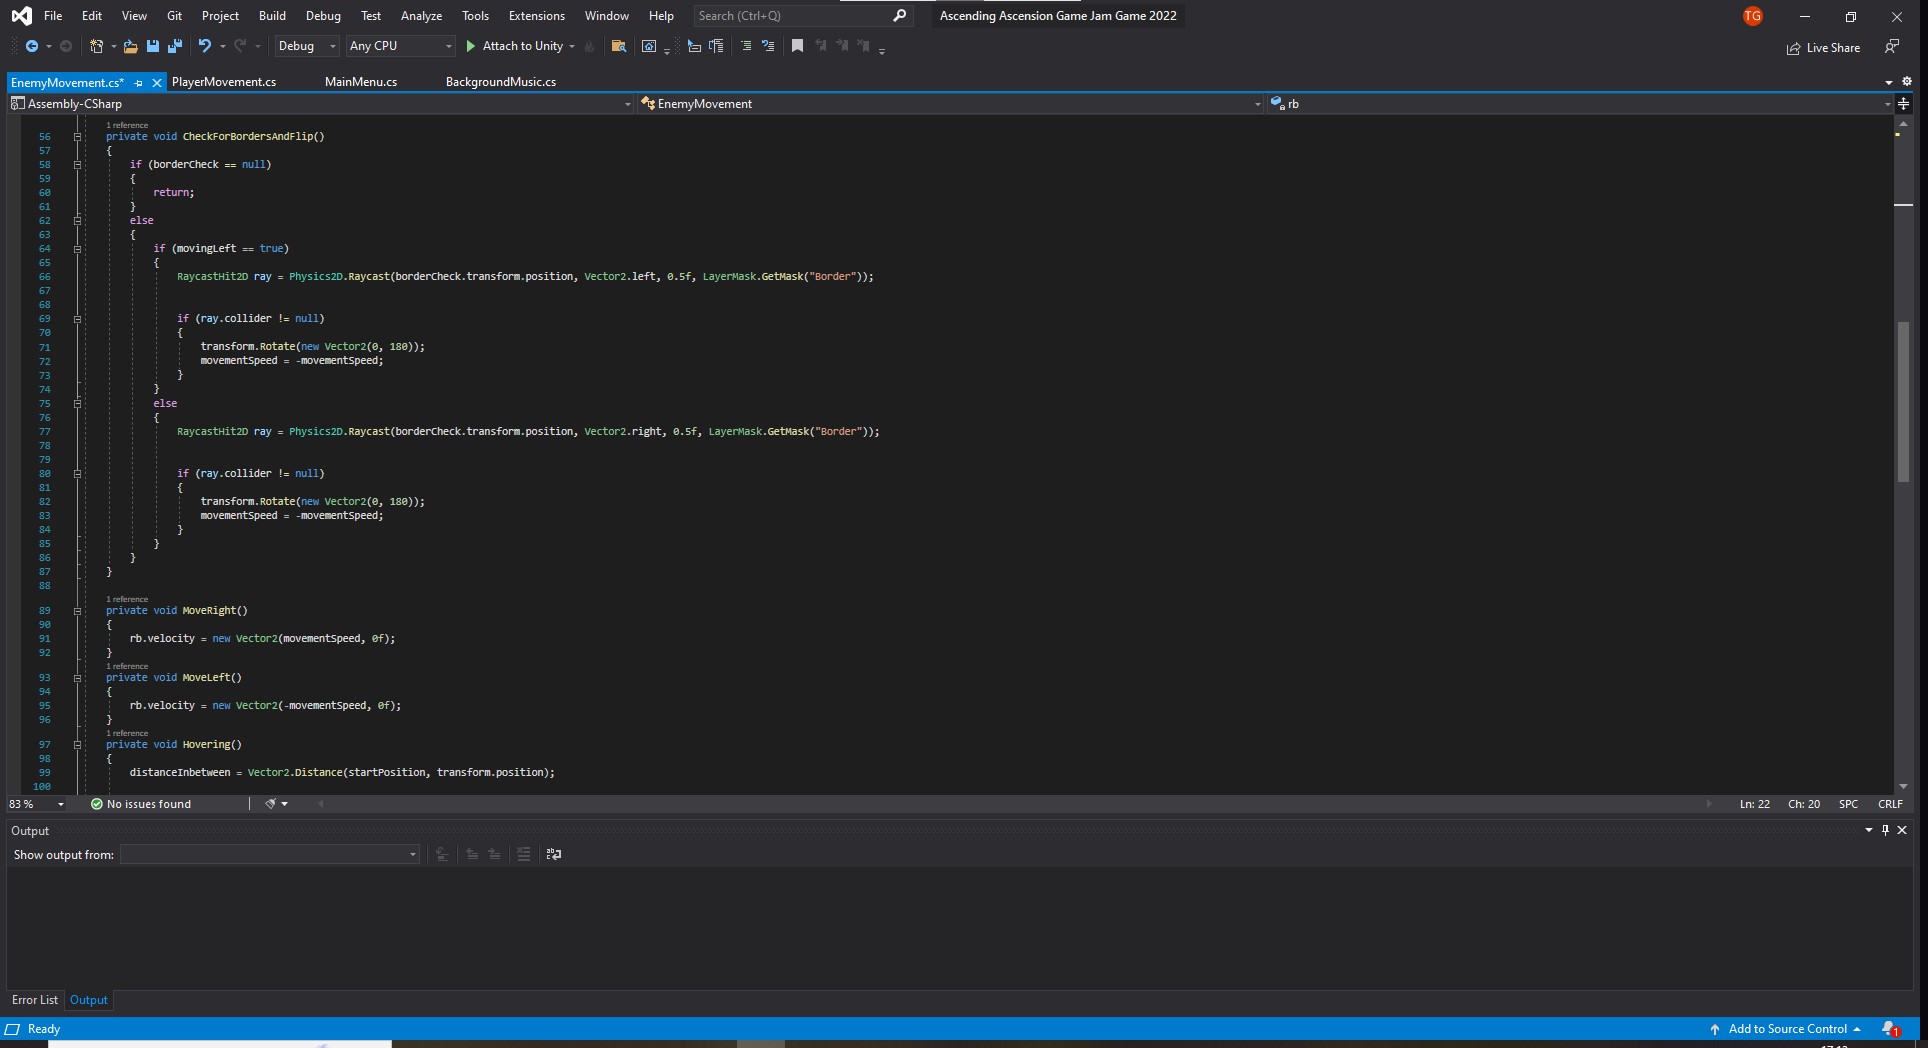 File Edit View Git Project Build Debug Test Analyze Tools Extensions Window Help Search (Ctrl+Q) Ascending Ascension Game Jam Game 2022 TG
Debug Any CPU Attach to Unity Live Share
EnemyMovement.cs* PlayerMovement.cs MainMenu.cs BackgroundMusic.cs
Assembly-CSharp EnemyMovement rb
1 reference
56 private void CheckForBordersAndFlip()
57 {
58 if (borderCheck == null)
59 {
60 return;
61 }
62 else
63 {
64 if (movingLeft == true)
65 {
66 RaycastHit2D ray = Physics2D.Raycast(borderCheck.transform.position, Vector2.left, 0.5f, LayerMask.GetMask("Border"));
67
68
69 if (ray.collider != null)
70 {
71 transform.Rotate(new Vector2(0, 180));
72 movementSpeed = -movementSpeed;
73 }
74 }
75 else
76 {
77 RaycastHit2D ray = Physics2D.Raycast(borderCheck.transform.position, Vector2.right, 0.5f, LayerMask.GetMask("Border"));
78
79
80 if (ray.collider != null)
81 {
82 transform.Rotate(new Vector2(0, 180));
83 movementSpeed = -movementSpeed;
84 }
85 }
86 }
87 }
88
1 reference
89 private void MoveRight()
90 {
91 rb.velocity = new Vector2(movementSpeed, 0f);
92 }
1 reference
93 private void MoveLeft()
94 {
95 rb.velocity = new Vector2(-movementSpeed, 0f);
96 }
1 reference
97 private void Hovering()
98 {
99 distanceInbetween = Vector2.Distance(startPosition, transform.position);
100
83 % No issues found Ln: 22 Ch: 20 SPC CRLF
Output
Show output from:
Error List Output
Ready Add to Source Control 1